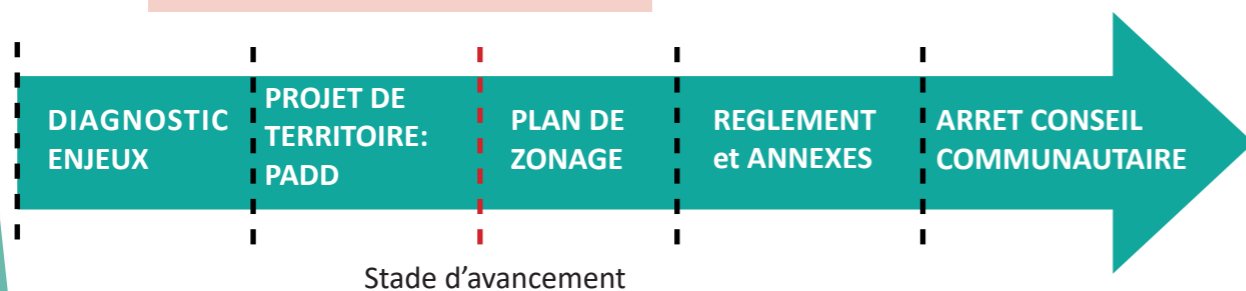 DIAGNOSTIC
ENJEUX
PROJET DE
TERRITOIRE:
PADD
PLAN DE
ZONAGE
REGLEMENT
et ANNEXES
ARRET CONSEIL
COMMUNAUTAIRE
Stade d’avancement